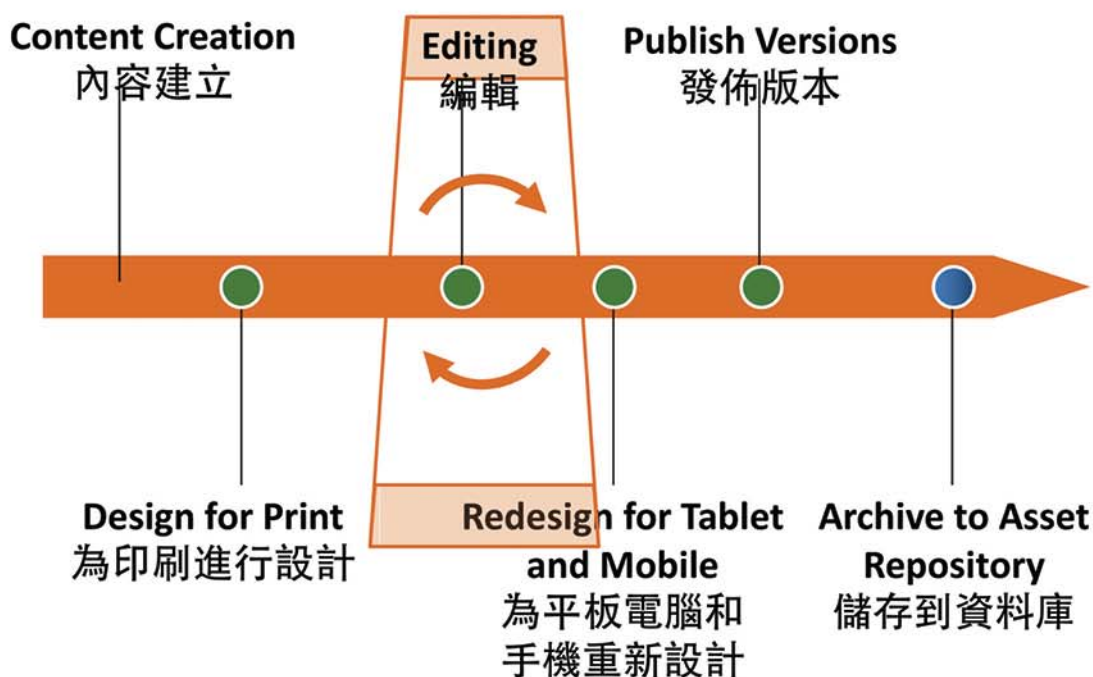 Content Creation
內容建立
Editing
編輯
Publish Versions
發佈版本
Design for Print
為印刷進行設計
Redesign for Tablet
and Mobile
為平板電腦和
手機重新設計
Archive to Asset
Repository
儲存到資料庫